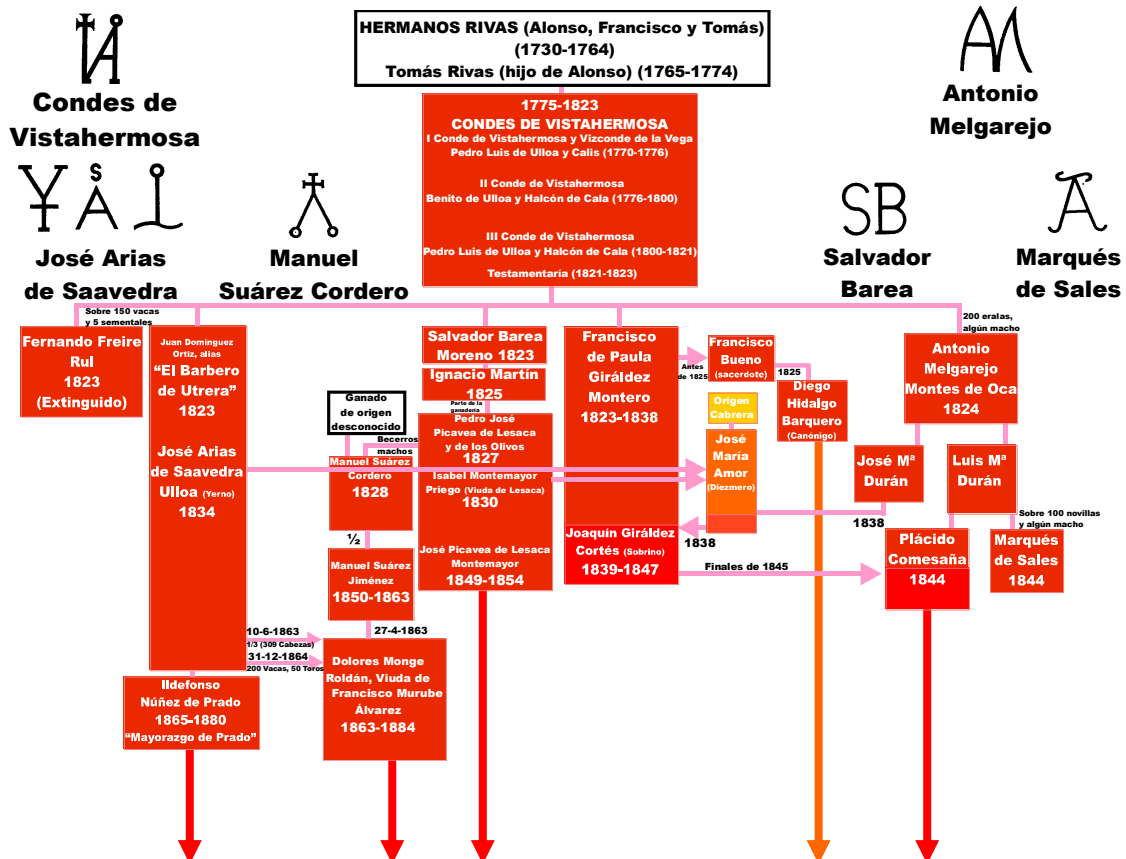 HERMANOS RIVAS (Alonso, Francisco y Tomás)
(1730-1764)
Tomás Rivas (hijo de Alonso) (1765-1774)
Condes de
Vistahermosa
Antonio
Melgarejo
1775-1823
CONDES DE VISTAHERMOSA
I Conde de Vistahermosa y Vizconde de la Vega
Pedro Luis de Ulloa y Calis (1770-1776)
II Conde de Vistahermosa
Benito de Ulloa y Halcón de Cala (1776-1800)
III Conde de Vistahermosa
Pedro Luis de Ulloa y Halcón de Cala (1800-1821)
Testamentaría (1821-1823)
José Arias
de Saavedra
Manuel
Suárez Cordero
SB
Salvador
Barea
Marqués
de Sales
Sobre 150 vacas
y 5 sementales
Fernando Freire
Rul
1823
(Extinguido)
Juan Domínguez
Ortiz, alias
“El Barbero
de Utrera”
1823
José Arias
de Saavedra
Ulloa (Yerno)
1834
Ganado
de origen
desconocido
Becerros
machos
Manuel Suárez
Cordero
1828
½
Manuel Suárez
Jiménez
1850-1863
27-4-1863
10-6-1863
1/3 (309 Cabezas)
31-12-1864
200 Vacas, 50 Toros
Dolores Monge
Roldán, Viuda de
Francisco Murube
Álvarez
1863-1884
Ildefonso
Núñez de Prado
1865-1880
“Mayorazgo de Prado”
Salvador Barea
Moreno 1823
Ignacio Martín
1825
Parte de la
ganadería
Pedro José
Picavea de Lesaca
y de los Olivos
1827
Isabel Montemayor
Priego (Viuda de Lesaca)
1830
José Picavea de Lesaca
Montemayor
1849-1854
Francisco
de Paula
Giráldez
Montero
1823-1838
Joaquín Giráldez
Cortés (Sobrino)
1839-1847
Antes
de 1825
Francisco
Bueno
(sacerdote)
1825
Diego
Hidalgo
Barquero
(Canónigo)
Origen
Cabrera
José
María
Amor
(Diezmero)
1838
1838
Finales de 1845
200 eralas,
algún macho
Antonio
Melgarejo
Montes de Oca
1824
José Mª
Durán
Luis Mª
Durán
Sobre 100 novillas
y algún macho
Plácido
Comesaña
1844
Marqués
de Sales
1844